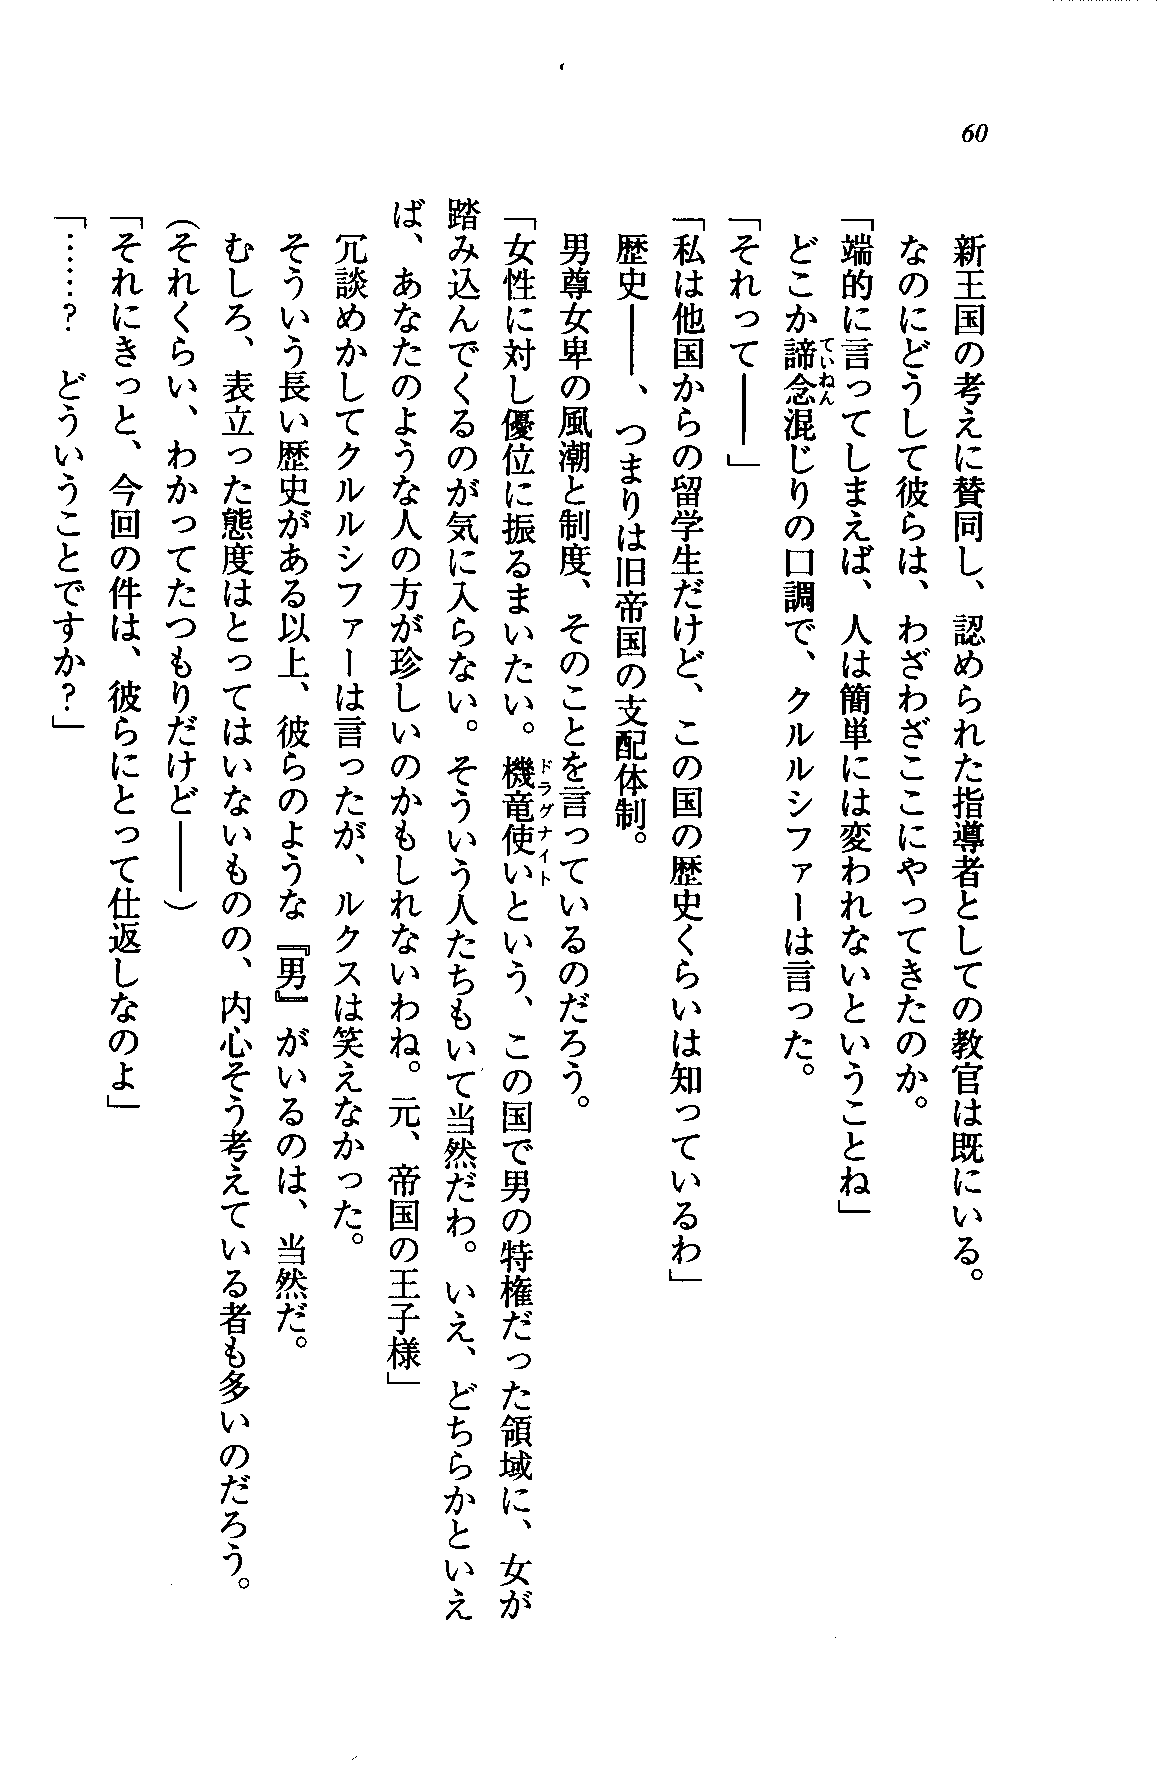 60
新王国の考えに賛同し、認められた指導者としての教官は既にいる。
なのにどうして彼らは、わざわざここにやってきたのか。
「端的に言ってしまえば、人は簡単には変われないということね」
どこか諦念混じりの口調で、クルルシファーは言った。
ていねん
「それって――」
「私は他国からの留学生だけど、この国の歴史くらいは知っているわ」
歴史――、つまりは旧帝国の支配体制。
男尊女卑の風潮と制度、そのことを言っているのだろう。
「女性に対し優位に振るまいたい。機竜使いという、この国で男の特権だった領域に、女が
ドラグナイト
踏み込んでくるのが気に入らない。そういう人たちもいて当然だわ。いえ、どちらかといえ
ば、あなたのような人の方が珍しいのかもしれないわね。元、帝国の王子様」
冗談めかしてクルルシファーは言ったが、ルクスは笑えなかった。
そういう長い歴史がある以上、彼らのような『男』がいるのは、当然だ。
むしろ、表立った態度はとってはいないものの、内心そう考えている者も多いのだろう。
（それくらい、わかってたつもりだけど――）
「それにきっと、今回の件は、彼らにとって仕返しなのよ」
「……？　どういうことですか？」